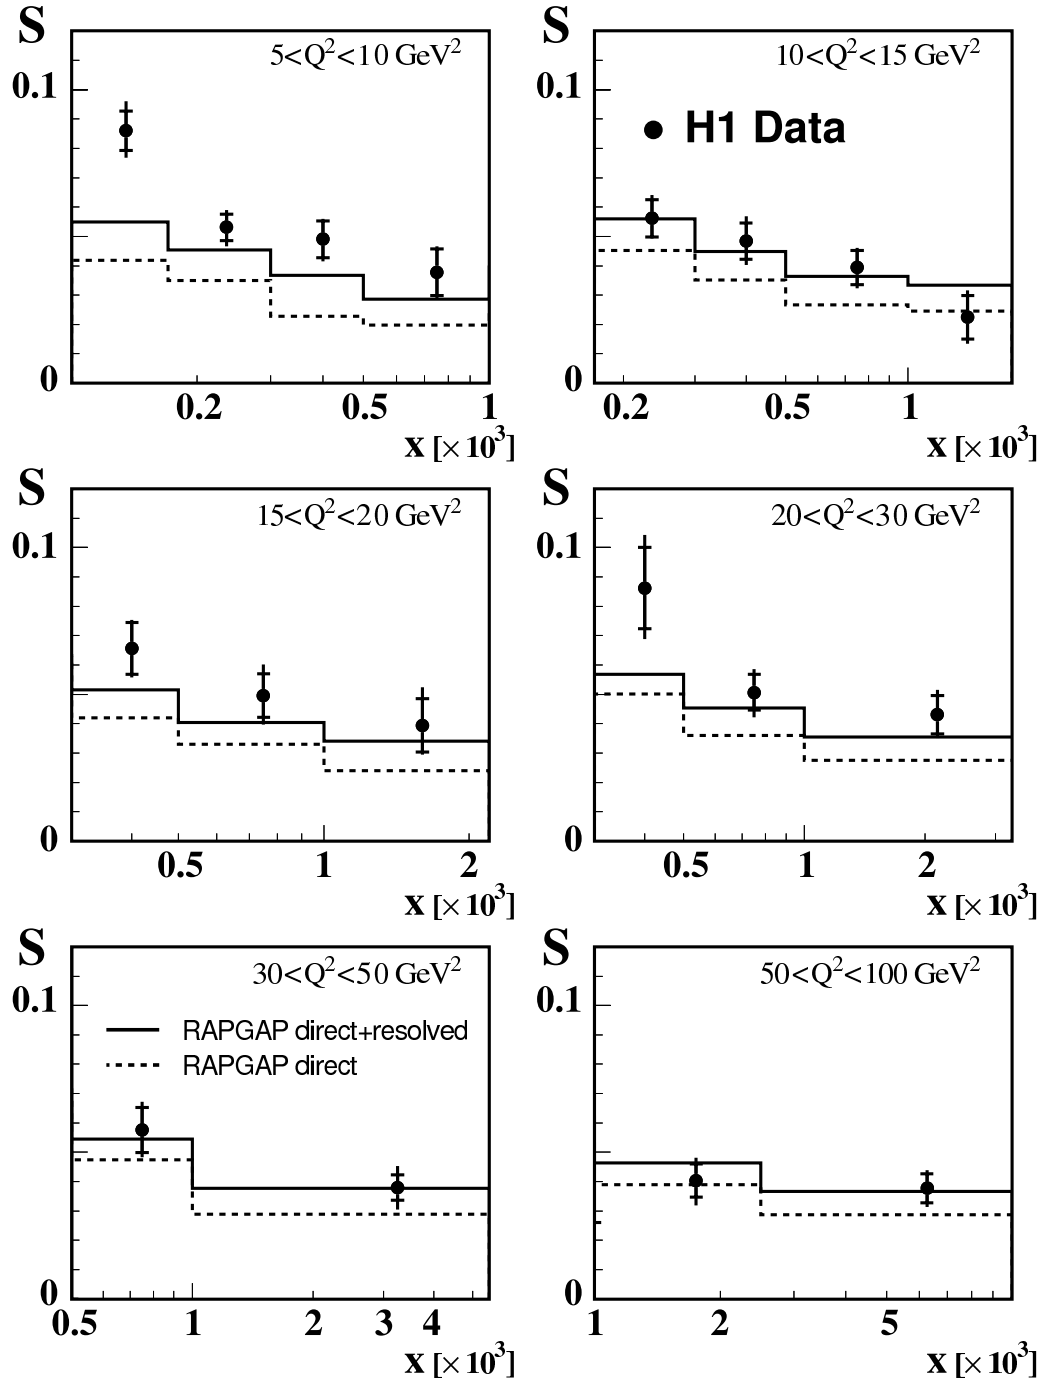 S
5<Q²<10 GeV²
0.1
0
0.2 0.5 1
x [×10³]
S
10<Q²<15 GeV²
0.1
H1 Data
0
0.2 0.5 1
x [×10³]
S
15<Q²<20 GeV²
0.1
0
0.5 1 2
x [×10³]
S
20<Q²<30 GeV²
0.1
0
0.5 1 2
x [×10³]
S
30<Q²<50 GeV²
0.1
RAPGAP direct+resolved
RAPGAP direct
0
0.5 1 2 3 4
x [×10³]
S
50<Q²<100 GeV²
0.1
0
1 2 5
x [×10³]